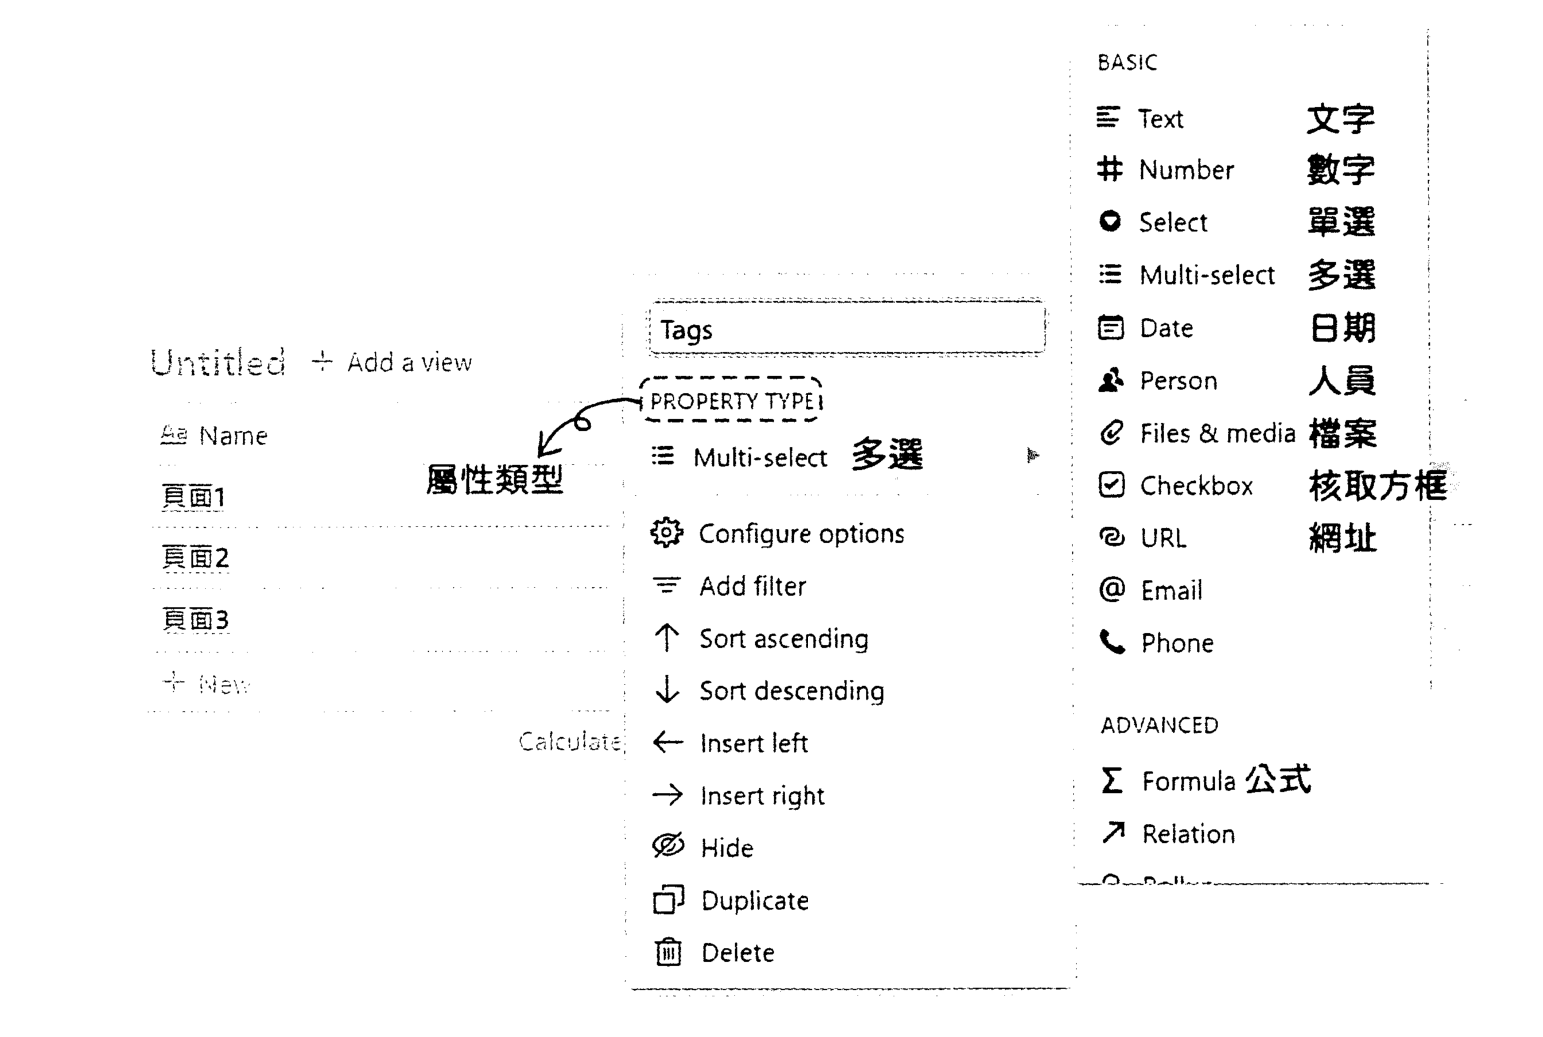 Untitled + Add a view
Aa Name
頁面1
頁面2
頁面3
+ New
Calculate
屬性類型
Tags
PROPERTY TYPE
Multi-select 多選
Configure options
Add filter
Sort ascending
Sort descending
Insert left
Insert right
Hide
Duplicate
Delete
BASIC
Text 文字
Number 數字
Select 單選
Multi-select 多選
Date 日期
Person 人員
Files & media 檔案
Checkbox 核取方框
URL 網址
@ Email
Phone
ADVANCED
Σ Formula 公式
Relation